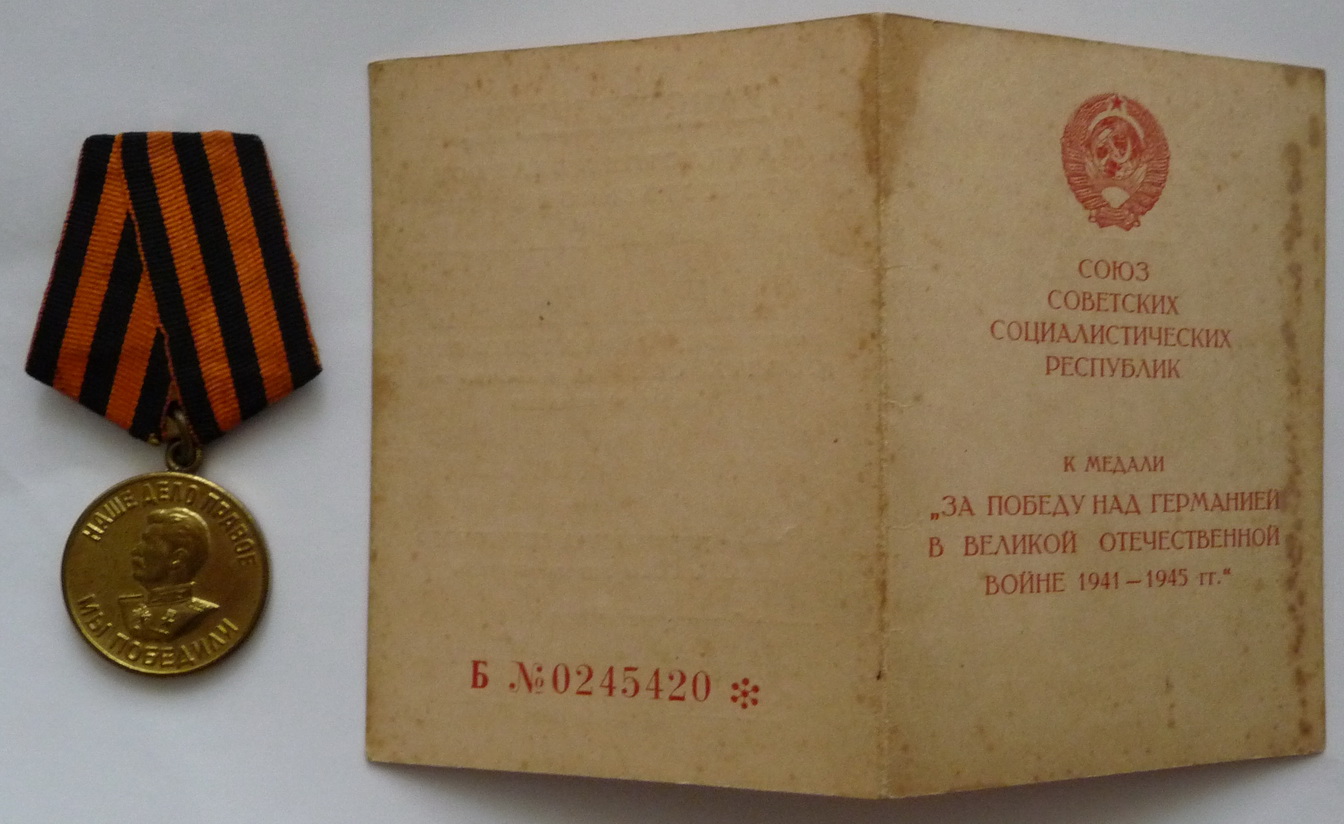 НАШЕ ДЕЛО ПРАВОЕ
МЫ ПОБЕДИЛИ
Б №0245420
СОЮЗ
СОВЕТСКИХ
СОЦИАЛИСТИЧЕСКИХ
РЕСПУБЛИК
К МЕДАЛИ
„ЗА ПОБЕДУ НАД ГЕРМАНИЕЙ
В ВЕЛИКОЙ ОТЕЧЕСТВЕННОЙ
ВОЙНЕ 1941—1945 гг.“